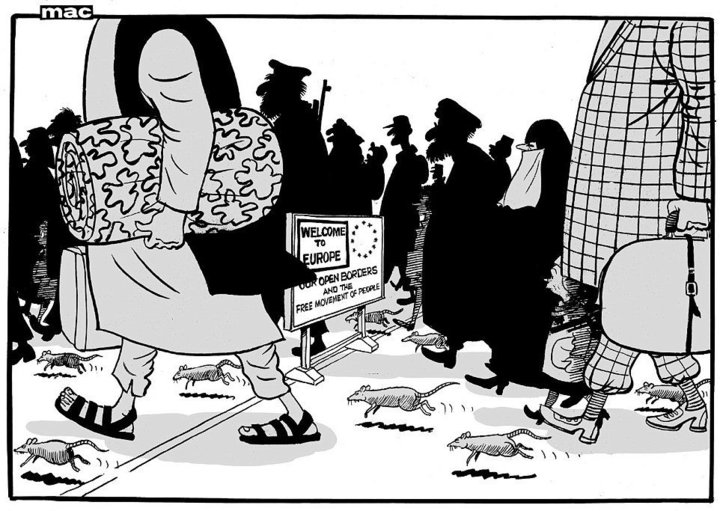 mac
WELCOME
TO
EUROPE
OUR OPEN BORDERS
AND THE
FREE MOVEMENT OF PEOPLE